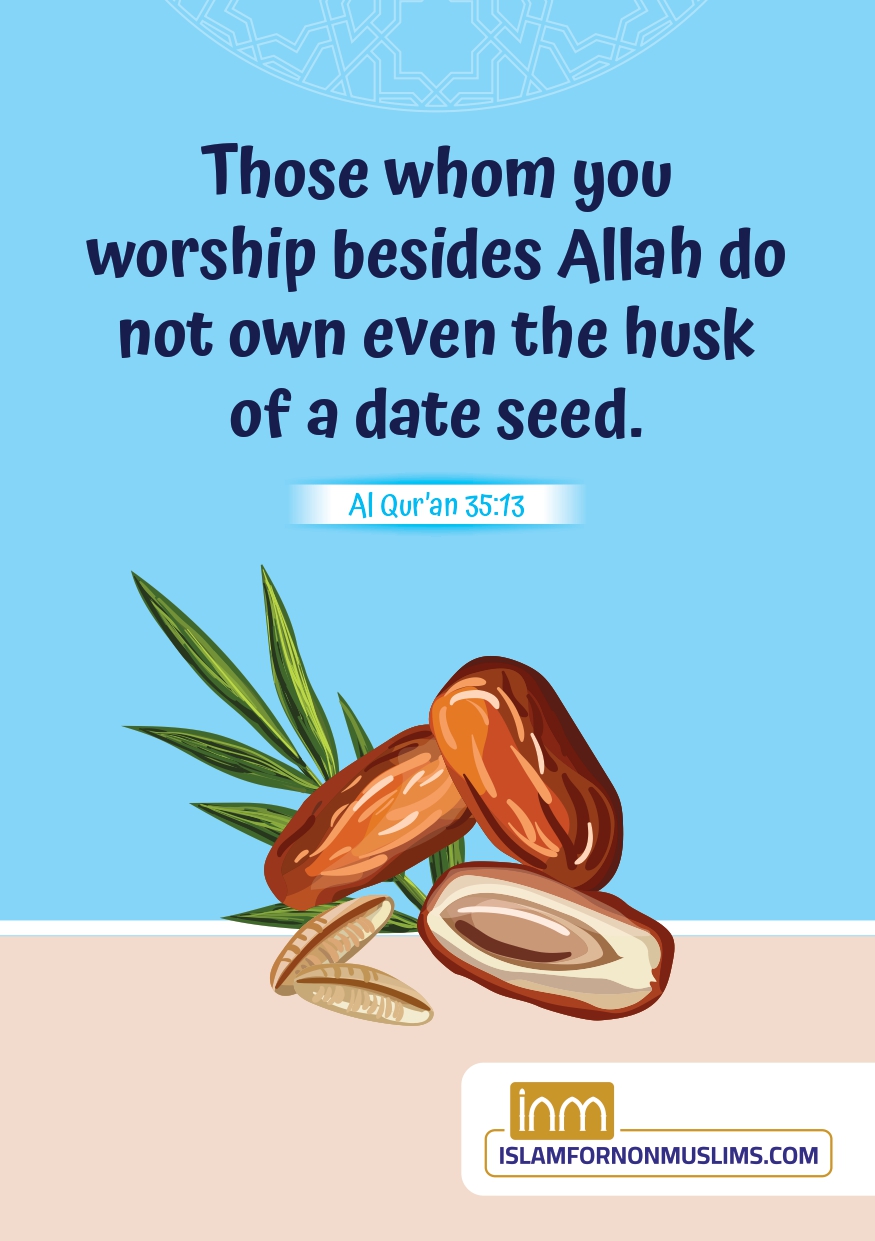 Those whom you
worship besides Allah do
not own even the husk
of a date seed.
Al Qur'an 35:13
inm
ISLAMFORNONMUSLIMS.COM